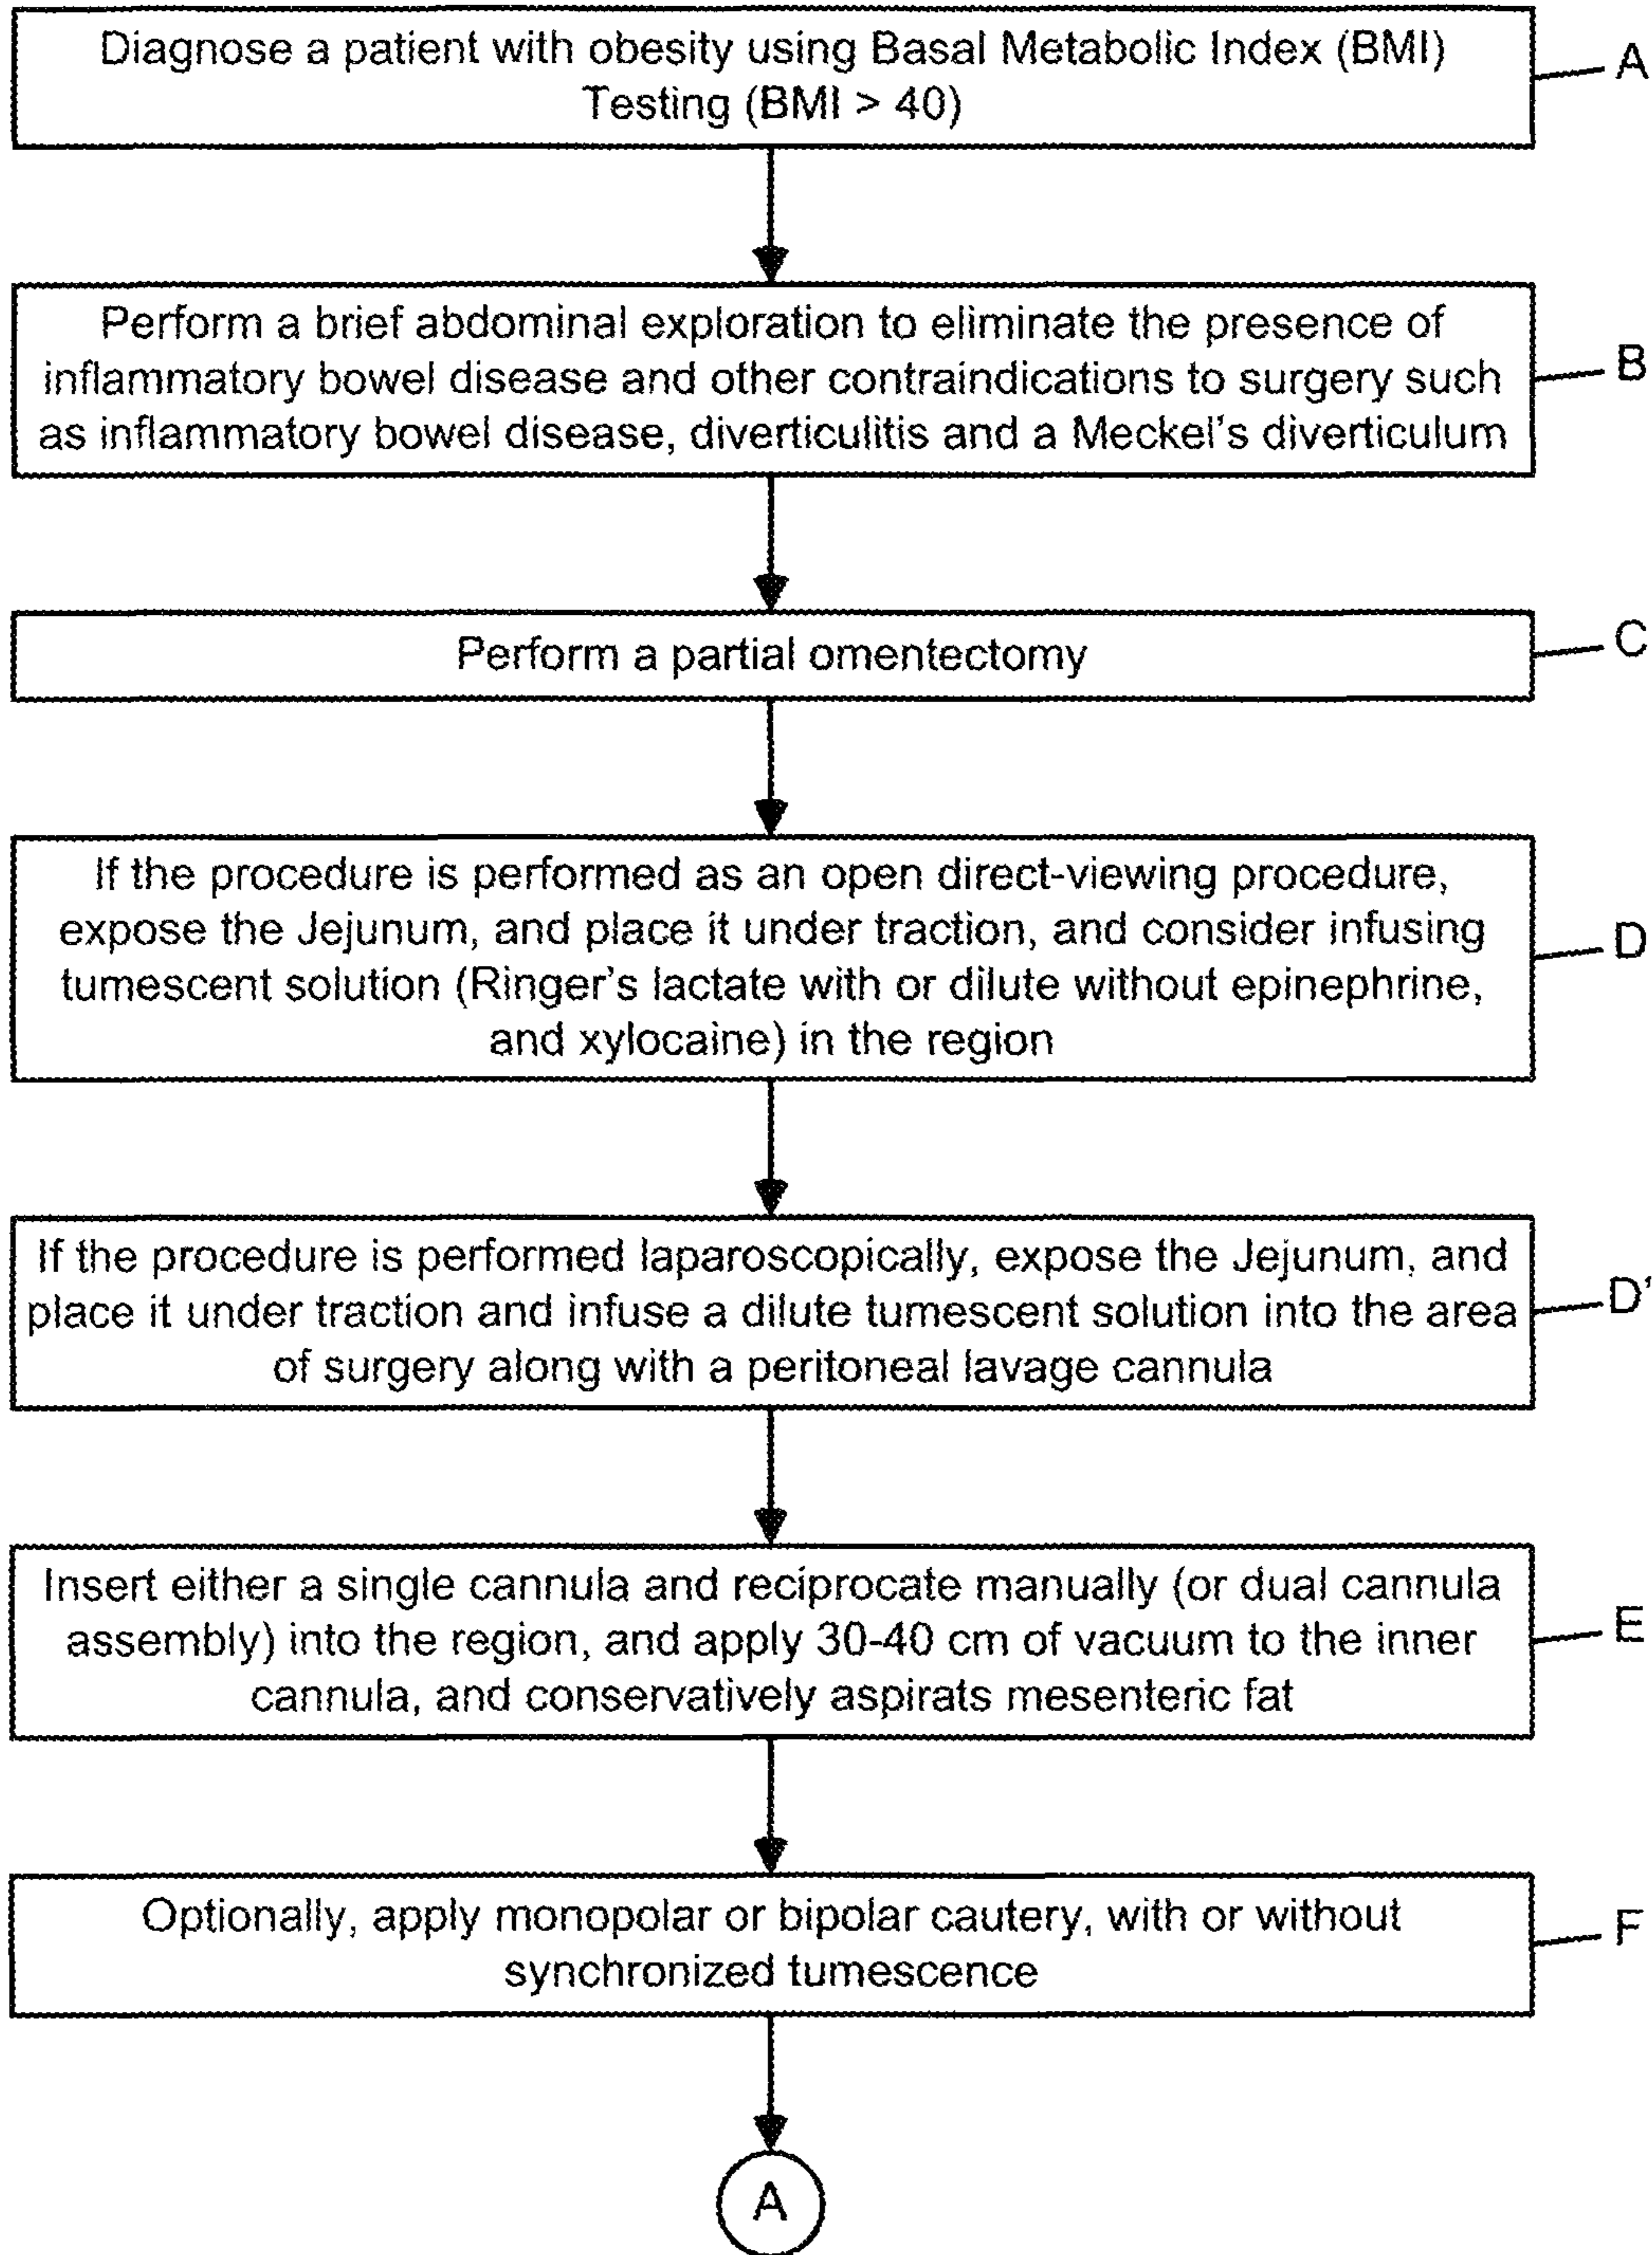 Diagnose a patient with obesity using Basal Metabolic Index (BMI)
Testing (BMI > 40)
A
Perform a brief abdominal exploration to eliminate the presence of
inflammatory bowel disease and other contraindications to surgery such
as inflammatory bowel disease, diverticulitis and a Meckel's diverticulum
B
Perform a partial omentectomy
C
If the procedure is performed as an open direct-viewing procedure,
expose the Jejunum, and place it under traction, and consider infusing
tumescent solution (Ringer's lactate with or dilute without epinephrine,
and xylocaine) in the region
D
If the procedure is performed laparoscopically, expose the Jejunum, and
place it under traction and infuse a dilute tumescent solution into the area
of surgery along with a peritoneal lavage cannula
D'
Insert either a single cannula and reciprocate manually (or dual cannula
assembly) into the region, and apply 30-40 cm of vacuum to the inner
cannula, and conservatively aspirats mesenteric fat
E
Optionally, apply monopolar or bipolar cautery, with or without
synchronized tumescence
F
A